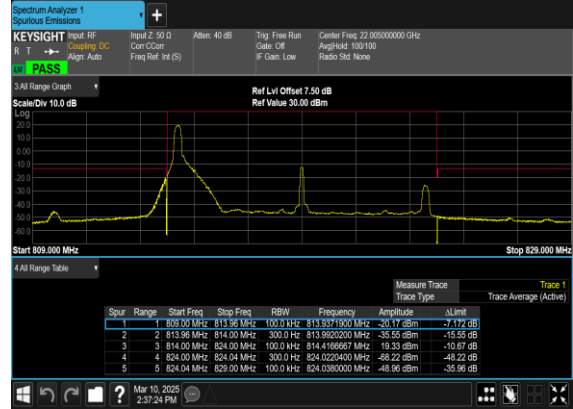 Spectrum Analyzer 1
Spurious Emissions
KEYSIGHT Input: RF Input Z: 50 Ω Atten: 40 dB Trig: Free Run Center Freq: 22.005000000 GHz
R T Coupling: DC Corr CCorr Gate: Off Avg|Hold: 100/100
Align: Auto Freq Ref: Int (S) IF Gain: Low Radio Std: None
PASS
3 All Range Graph
Ref Lvl Offset 7.50 dB
Scale/Div 10.0 dB Ref Value 30.00 dBm
Log
20.0
10.0
0.00
-10.0
-20.0
-30.0
-40.0
-50.0
-60.0
Start 809.000 MHz Stop 829.000 MHz
4 All Range Table
Measure Trace Trace 1
Trace Type Trace Average (Active)
Spur Range Start Freq Stop Freq RBW Frequency Amplitude ΔLimit
1 1 809.00 MHz 813.96 MHz 100.0 kHz 813.9371900 MHz -20.17 dBm -7.172 dB
2 2 813.96 MHz 814.00 MHz 300.0 Hz 813.9920200 MHz -35.55 dBm -15.55 dB
3 3 814.00 MHz 824.00 MHz 100.0 kHz 814.4166667 MHz 19.33 dBm -10.67 dB
4 4 824.00 MHz 824.04 MHz 300.0 Hz 824.0220400 MHz -68.22 dBm -48.22 dB
5 5 824.04 MHz 829.00 MHz 100.0 kHz 824.0380000 MHz -48.96 dBm -35.96 dB
Mar 10, 2025
2:37:24 PM